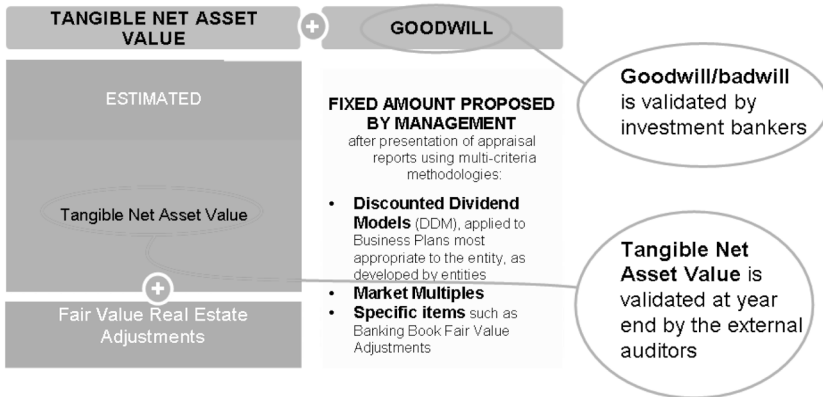 TANGIBLE NET ASSET
VALUE
GOODWILL
ESTIMATED
Tangible Net Asset Value
Fair Value Real Estate
Adjustments
FIXED AMOUNT PROPOSED
BY MANAGEMENT
after presentation of appraisal
reports using multi-criteria
methodologies:
• Discounted Dividend
Models (DDM), applied to
Business Plans most
appropriate to the entity, as
developed by entities
• Market Multiples
• Specific items such as
Banking Book Fair Value
Adjustments
Goodwill/badwill
is validated by
investment bankers
Tangible Net
Asset Value is
validated at year
end by the external
auditors